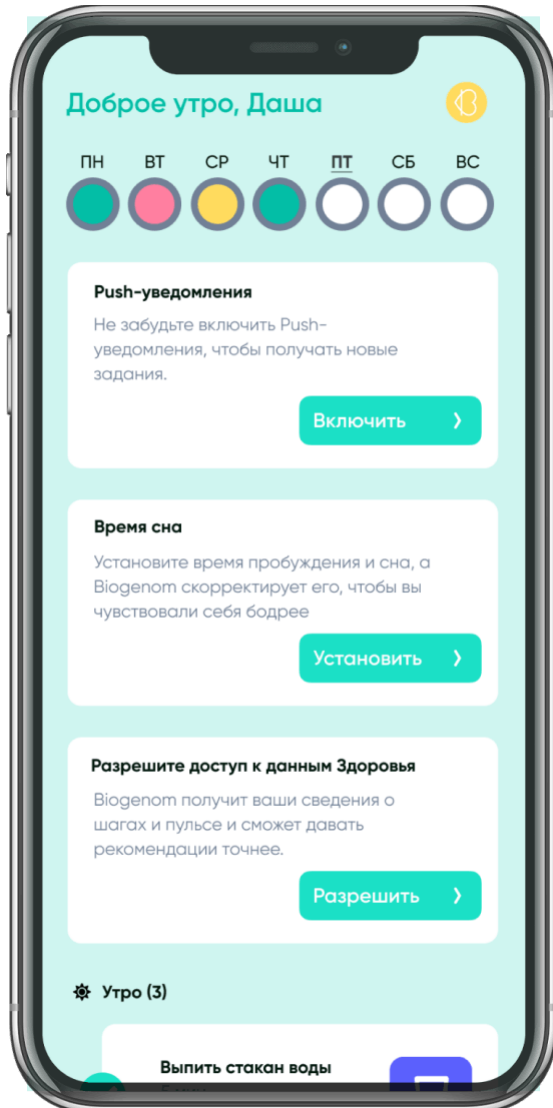 Доброе утро, Даша
ПН ВТ СР ЧТ ПТ СБ ВС
Push-уведомления
Не забудьте включить Push-
уведомления, чтобы получать новые
задания.
Включить
Время сна
Установите время пробуждения и сна, а
Biogenom скорректирует его, чтобы вы
чувствовали себя бодрее
Установить
Разрешите доступ к данным Здоровья
Biogenom получит ваши сведения о
шагах и пульсе и сможет давать
рекомендации точнее.
Разрешить
Утро (3)
Выпить стакан воды